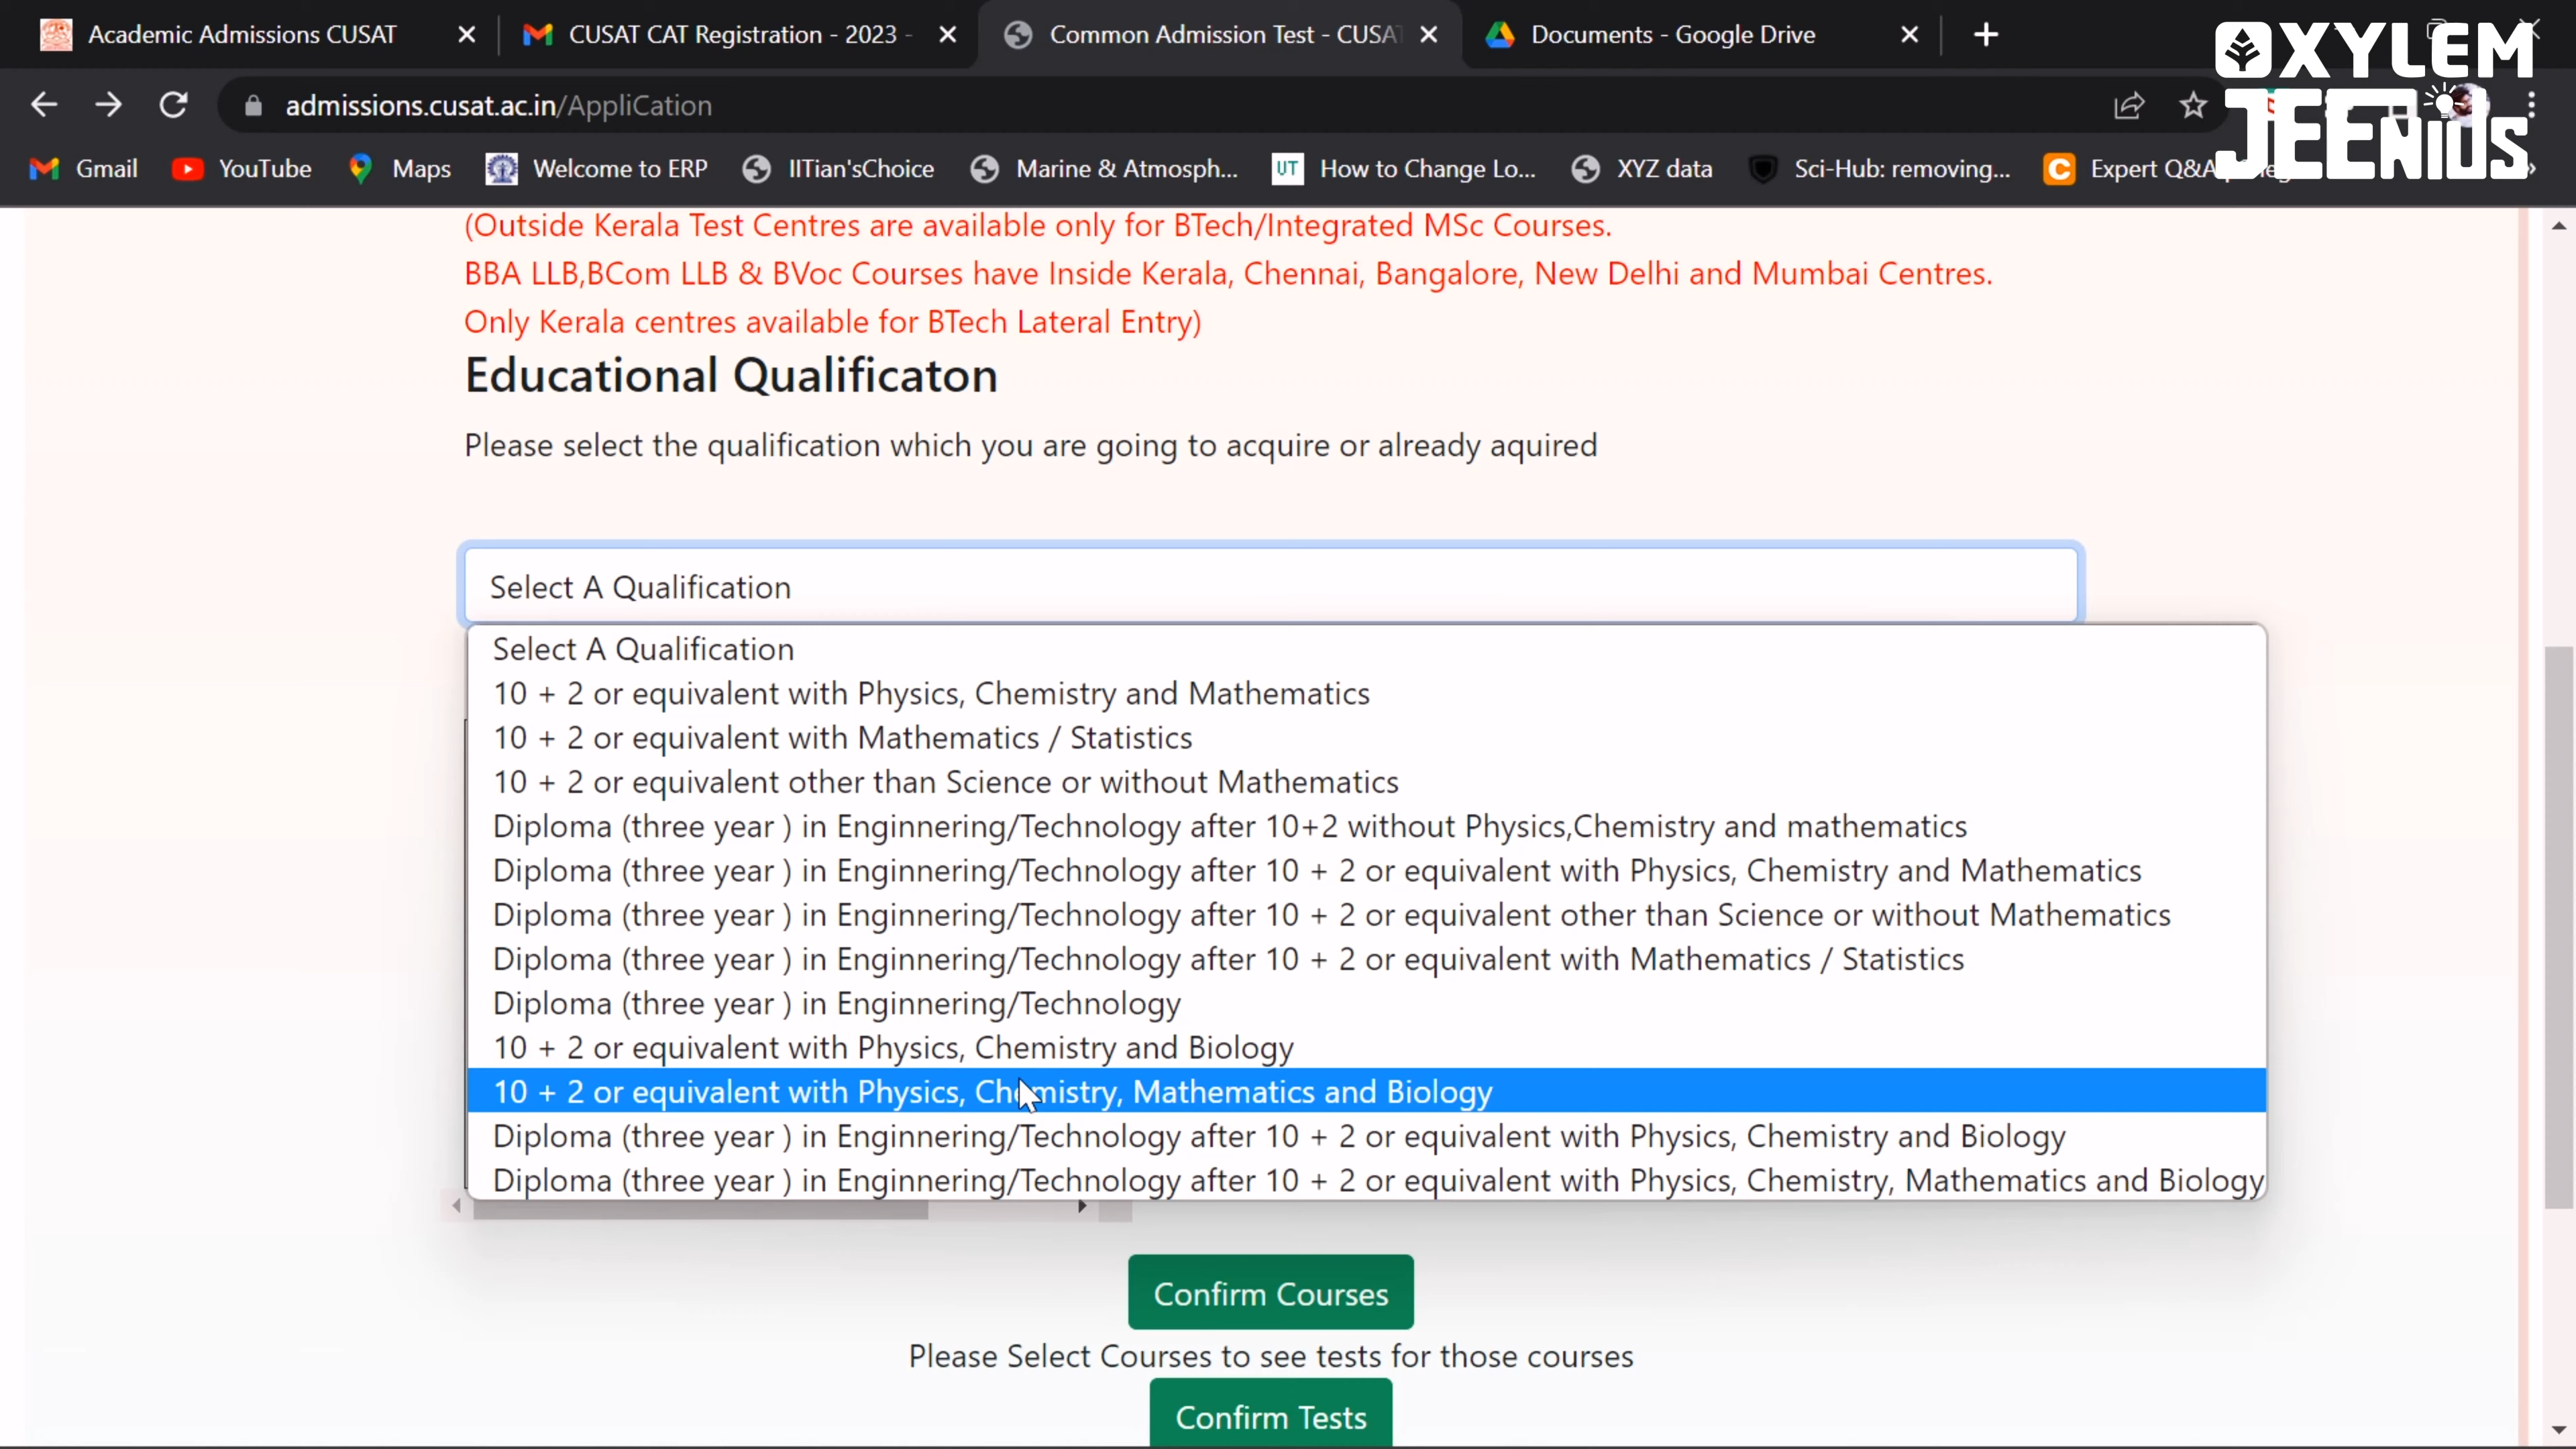 Academic Admissions CUSAT
CUSAT CAT Registration - 2023 -
Common Admission Test - CUSAT
Documents - Google Drive
XYLEM
JEENIUS
admissions.cusat.ac.in/AppliCation
Gmail
YouTube
Maps
Welcome to ERP
IITian'sChoice
Marine & Atmosph...
UT
How to Change Lo...
XYZ data
Sci-Hub: removing...
C
Expert Q&A
(Outside Kerala Test Centres are available only for BTech/Integrated MSc Courses.
BBA LLB,BCom LLB & BVoc Courses have Inside Kerala, Chennai, Bangalore, New Delhi and Mumbai Centres.
Only Kerala centres available for BTech Lateral Entry)
Educational Qualificaton
Please select the qualification which you are going to acquire or already aquired
Select A Qualification
Select A Qualification
10 + 2 or equivalent with Physics, Chemistry and Mathematics
10 + 2 or equivalent with Mathematics / Statistics
10 + 2 or equivalent other than Science or without Mathematics
Diploma (three year ) in Enginnering/Technology after 10+2 without Physics,Chemistry and mathematics
Diploma (three year ) in Enginnering/Technology after 10 + 2 or equivalent with Physics, Chemistry and Mathematics
Diploma (three year ) in Enginnering/Technology after 10 + 2 or equivalent other than Science or without Mathematics
Diploma (three year ) in Enginnering/Technology after 10 + 2 or equivalent with Mathematics / Statistics
Diploma (three year ) in Enginnering/Technology
10 + 2 or equivalent with Physics, Chemistry and Biology
10 + 2 or equivalent with Physics, Chemistry, Mathematics and Biology
Diploma (three year ) in Enginnering/Technology after 10 + 2 or equivalent with Physics, Chemistry and Biology
Diploma (three year ) in Enginnering/Technology after 10 + 2 or equivalent with Physics, Chemistry, Mathematics and Biology
Confirm Courses
Please Select Courses to see tests for those courses
Confirm Tests